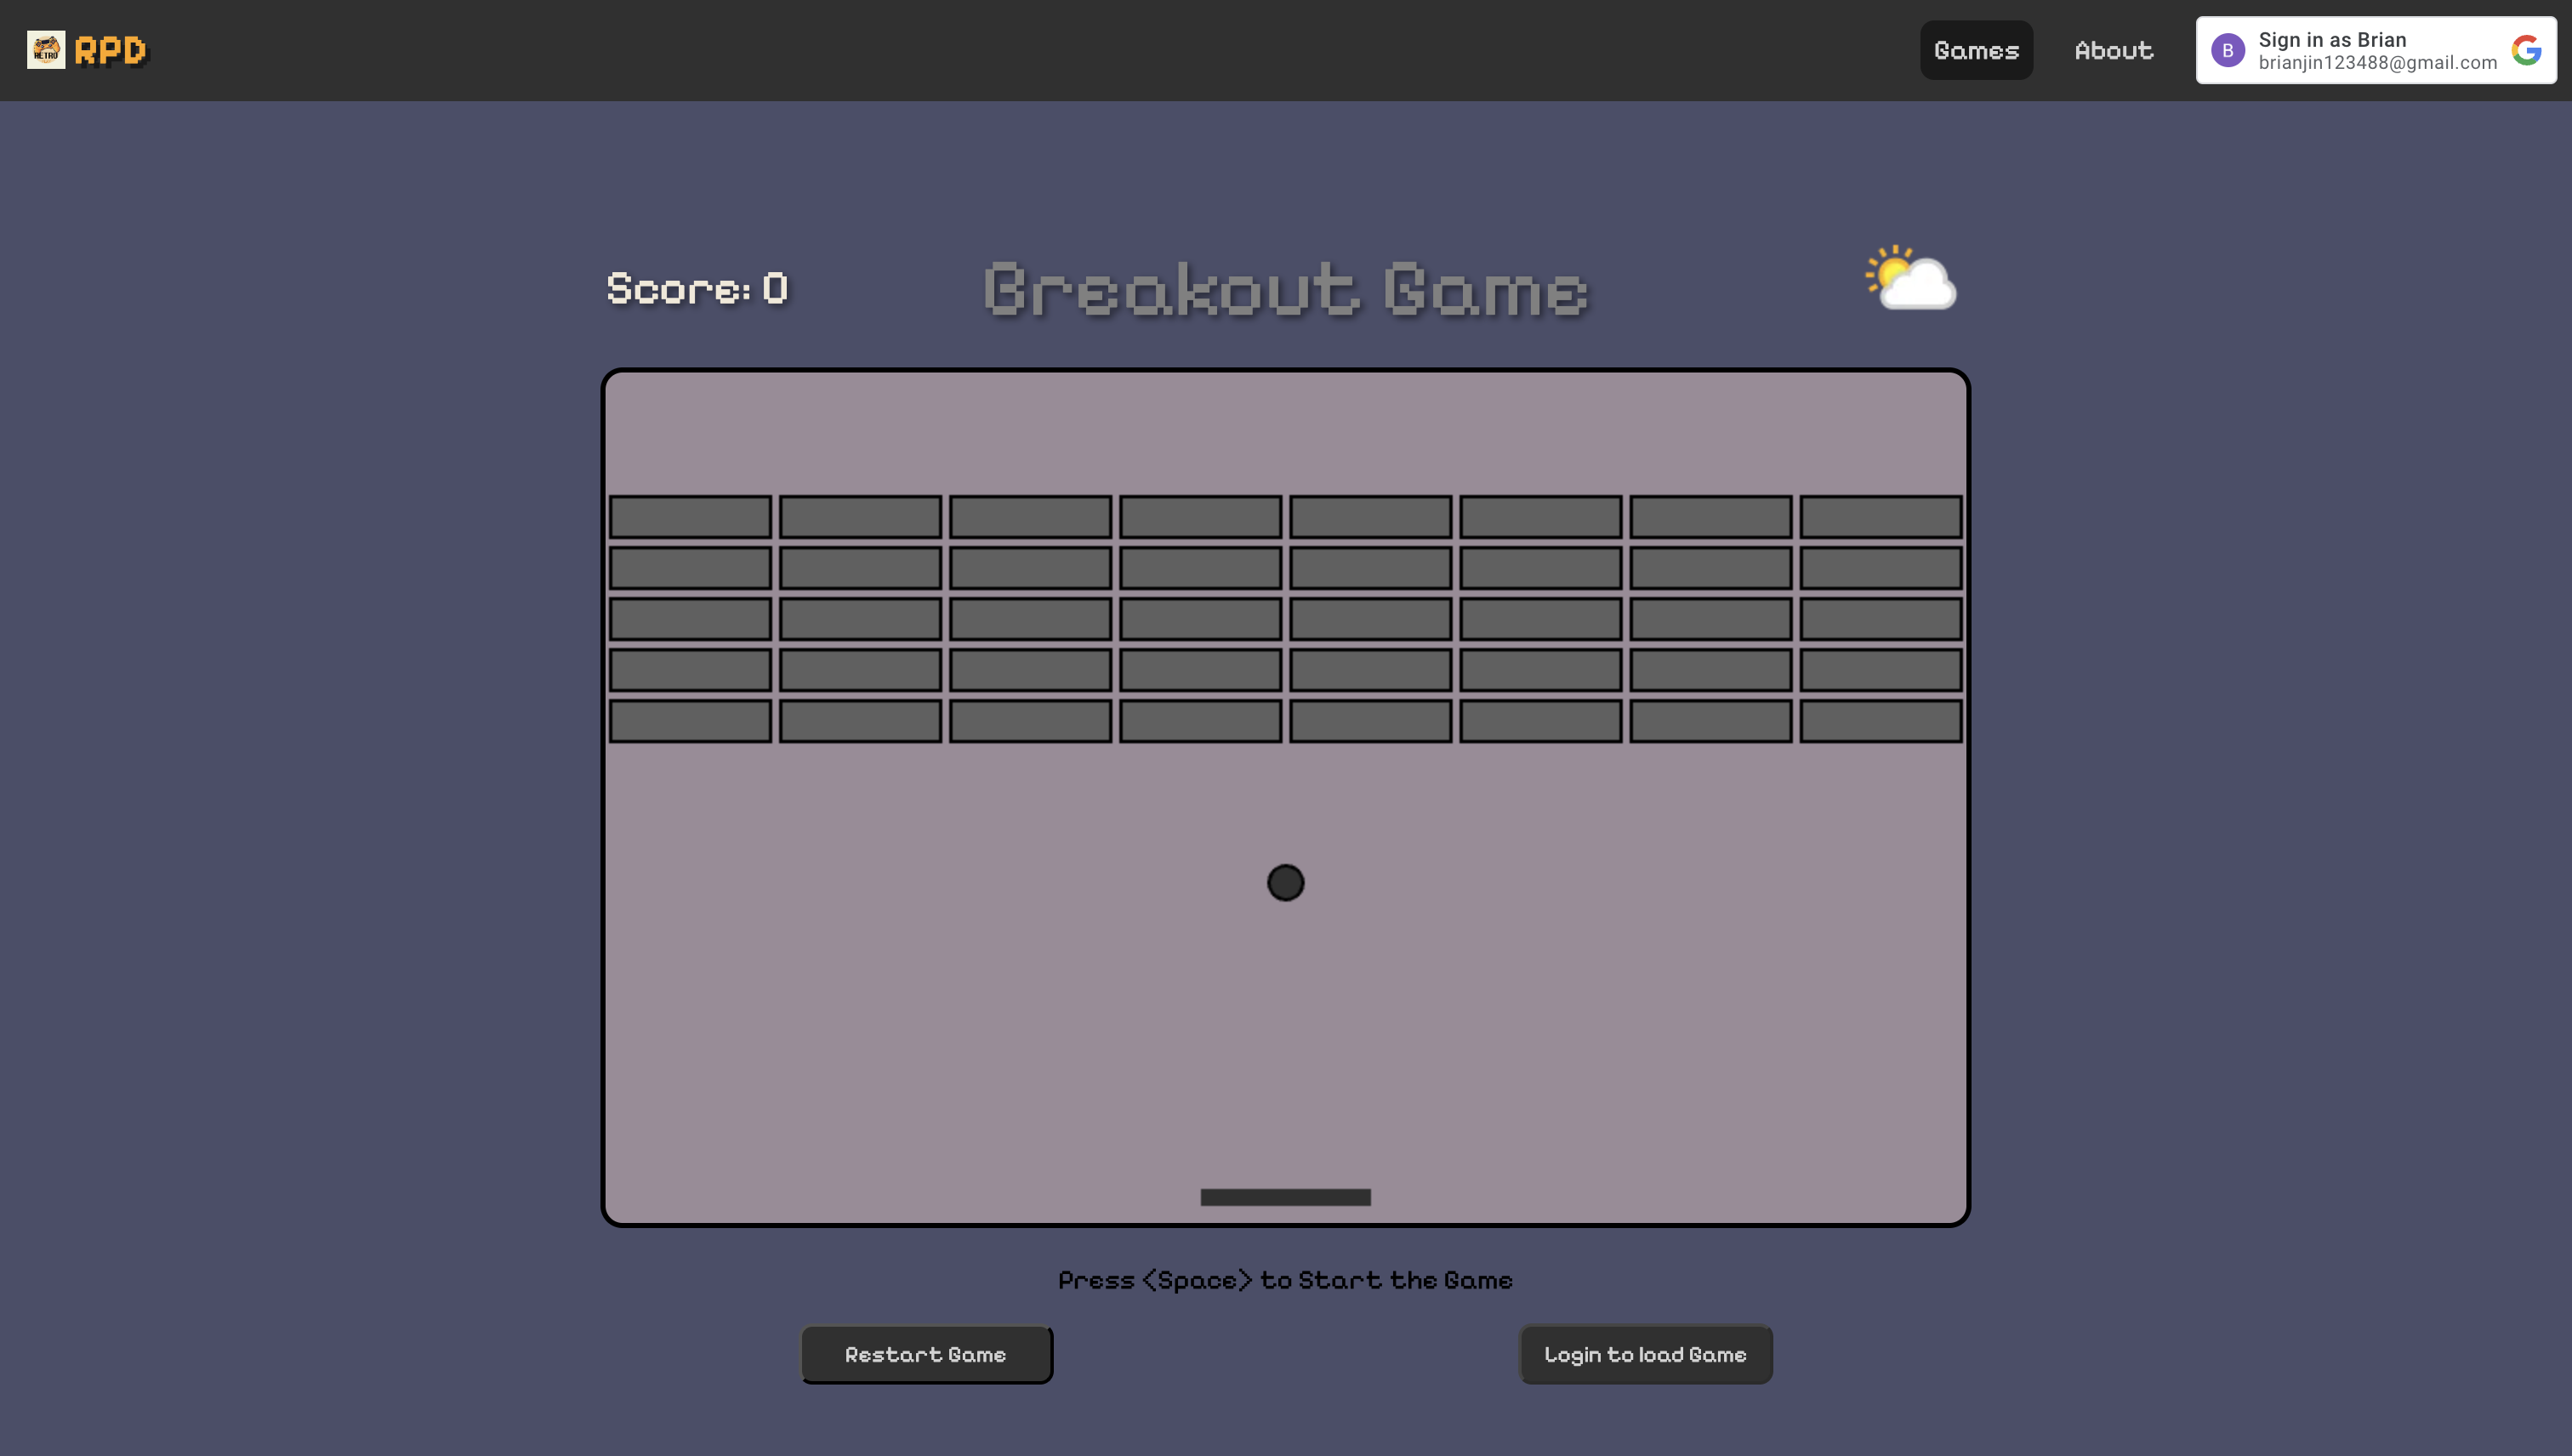 RETRO
RPD
Games
About
B
Sign in as Brian
brianjin123488@gmail.com
Score: 0
Breakout Game
Press <Space> to Start the Game
Restart Game
Login to load Game